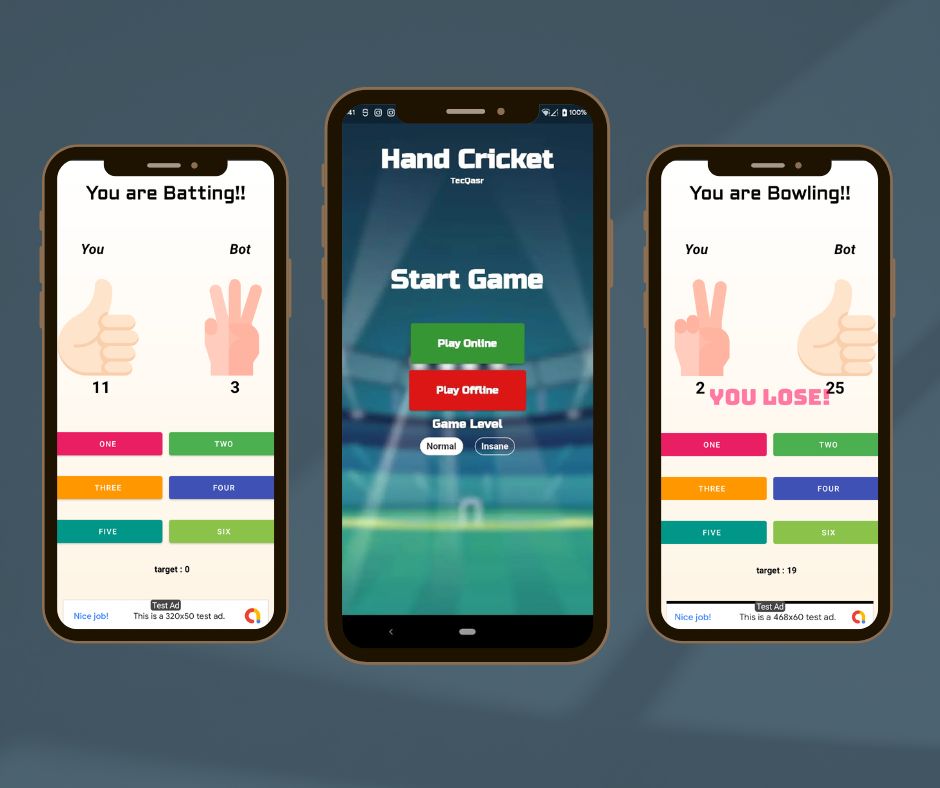 You are Batting!!
You Bot
11 3
ONE TWO
THREE FOUR
FIVE SIX
target : 0
Test Ad
Nice job! This is a 320x50 test ad.
:41 100%
Hand Cricket
TecQasr
Start Game
Play Online
Play Offline
Game Level
Normal Insane
You are Bowling!!
You Bot
2 25
YOU LOSE!
ONE TWO
THREE FOUR
FIVE SIX
target : 19
Test Ad
Nice job! This is a 468x60 test ad.